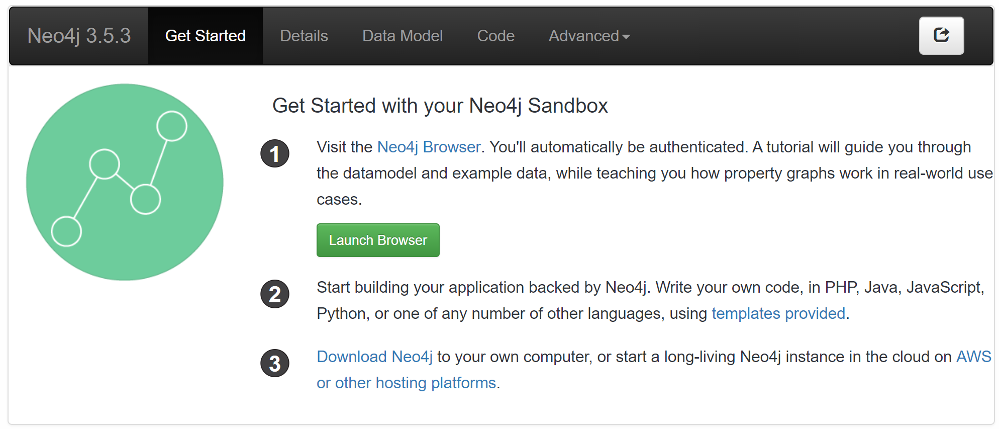 Neo4j 3.5.3 Get Started Details Data Model Code Advanced
Get Started with your Neo4j Sandbox
1 Visit the Neo4j Browser. You'll automatically be authenticated. A tutorial will guide you through
the datamodel and example data, while teaching you how property graphs work in real-world use
cases.
Launch Browser
2 Start building your application backed by Neo4j. Write your own code, in PHP, Java, JavaScript,
Python, or one of any number of other languages, using templates provided.
3 Download Neo4j to your own computer, or start a long-living Neo4j instance in the cloud on AWS
or other hosting platforms.